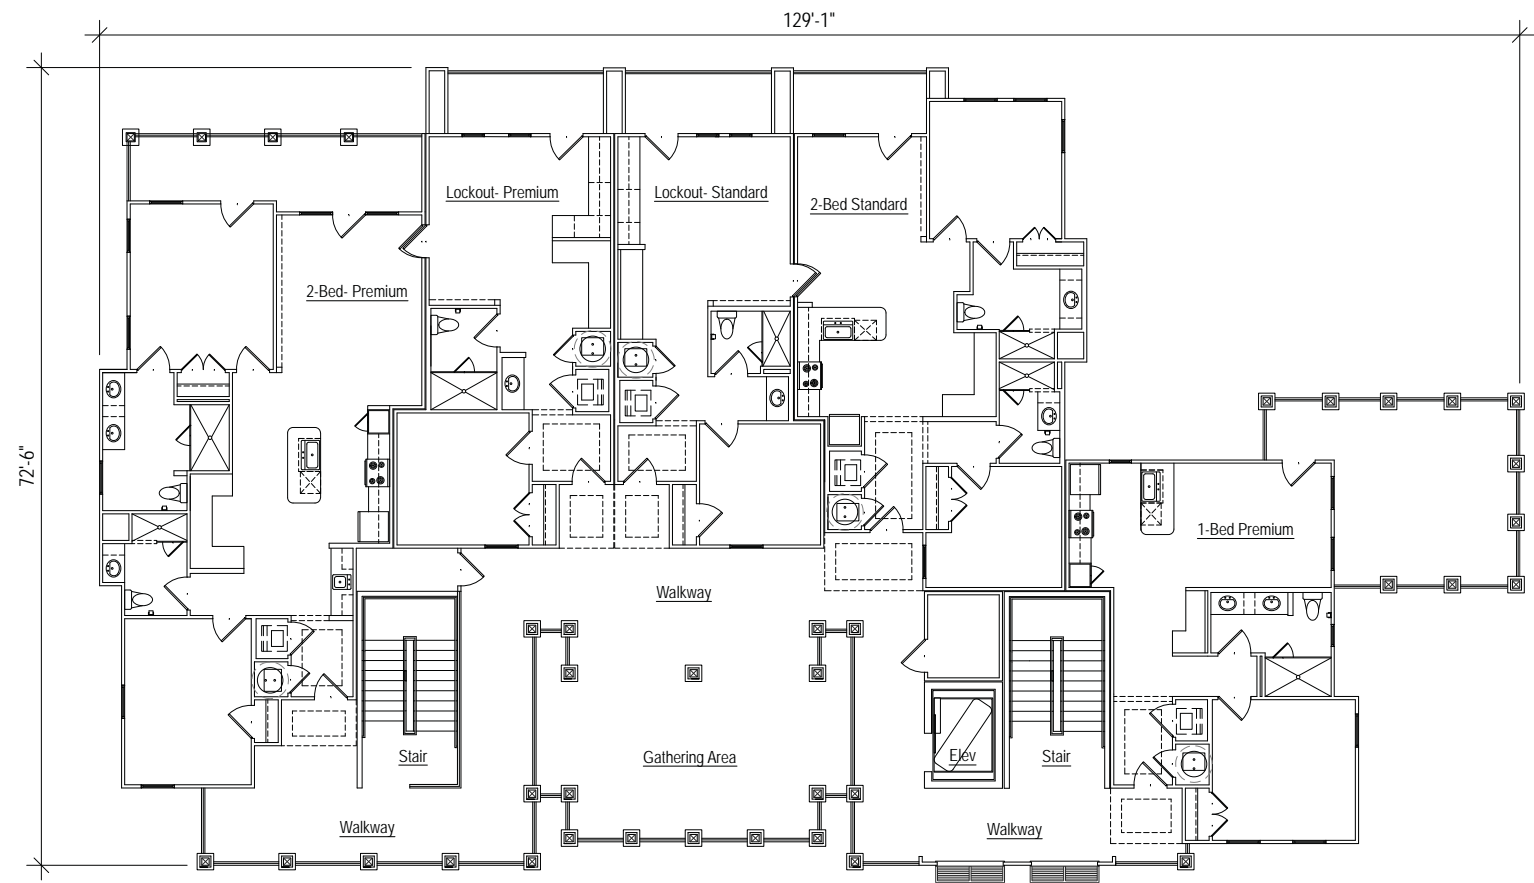 129'-1"
Lockout- Premium
Lockout- Standard
2-Bed Standard
2-Bed- Premium
72'-6"
1-Bed Premium
Walkway
Stair
Gathering Area
Elev
Stair
Walkway
Walkway